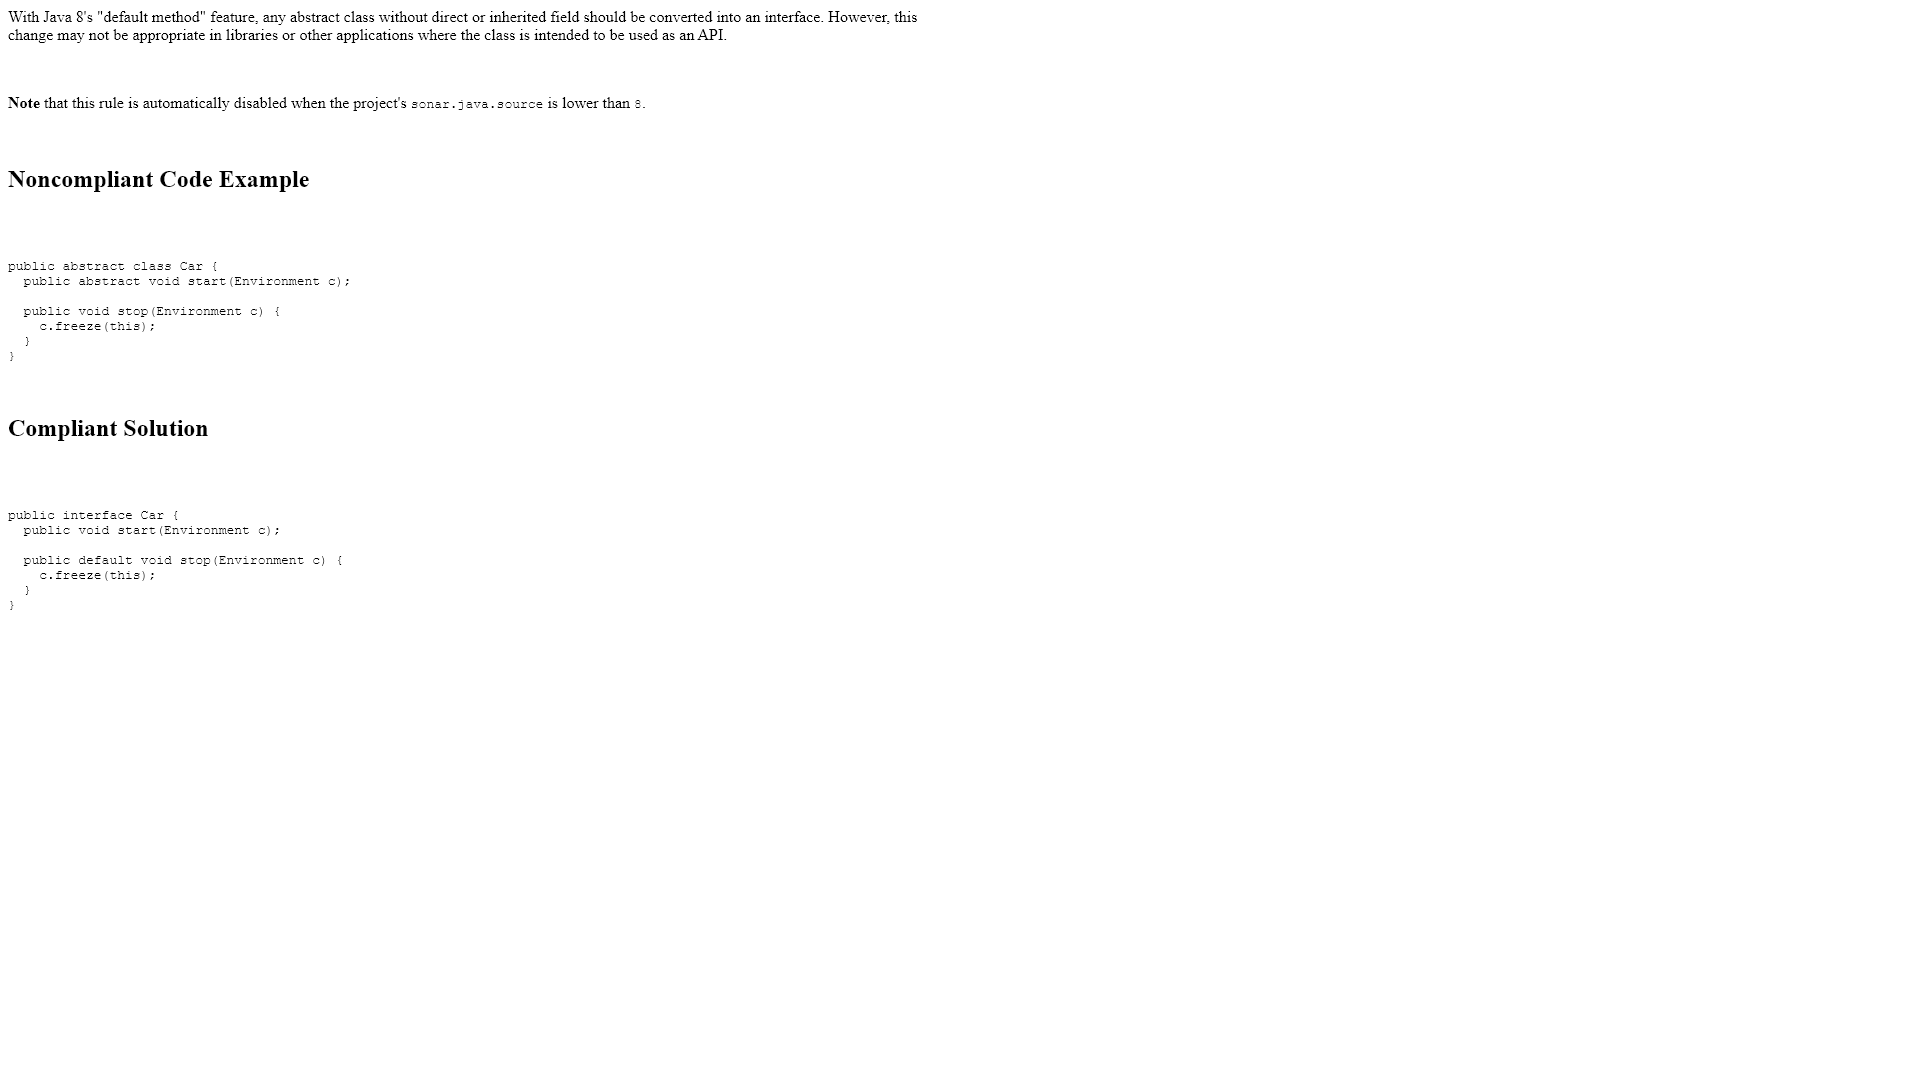 With Java 8's "default method" feature, any abstract class without direct or inherited field should be converted into an interface. However, this
change may not be appropriate in libraries or other applications where the class is intended to be used as an API.
Note that this rule is automatically disabled when the project's sonar.java.source is lower than 8.
Noncompliant Code Example
public abstract class Car {
  public abstract void start(Environment c);
  public void stop(Environment c) {
    c.freeze(this);
  }
}
Compliant Solution
public interface Car {
  public void start(Environment c);
  public default void stop(Environment c) {
    c.freeze(this);
  }
}